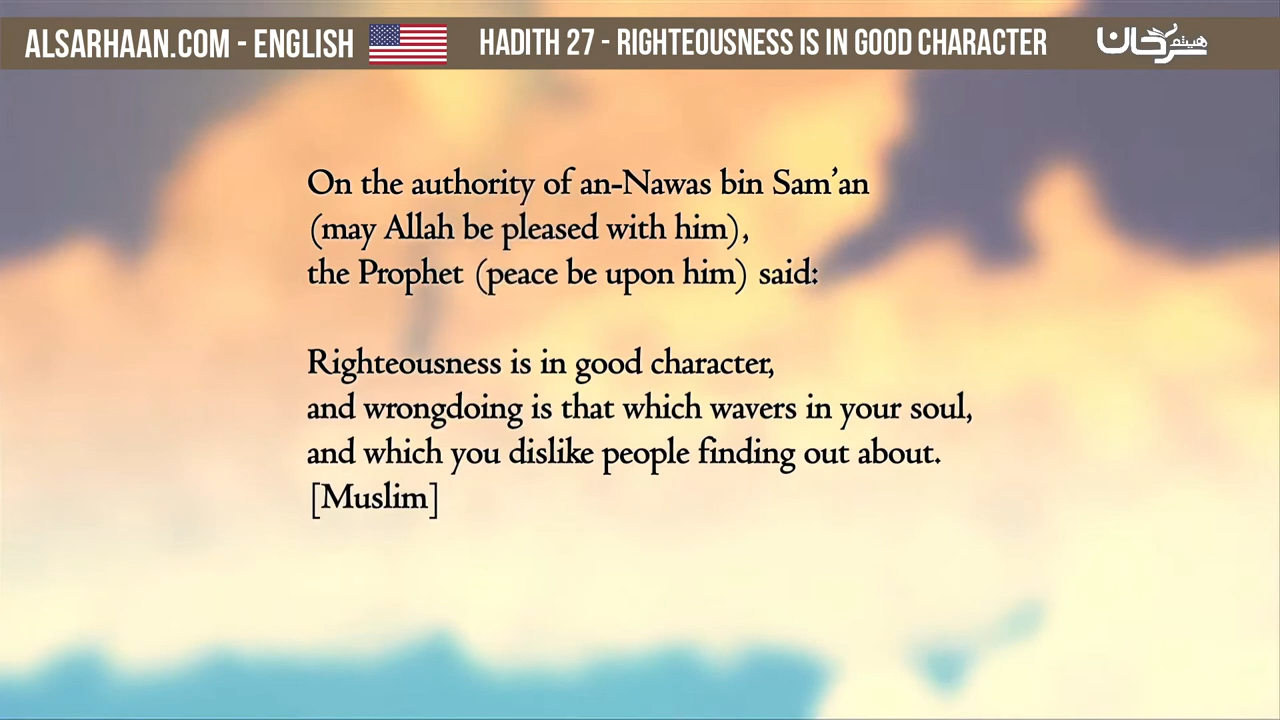 ALSARHAAN.COM - ENGLISH
HADITH 27 - RIGHTEOUSNESS IS IN GOOD CHARACTER
هيثم سرحان
On the authority of an-Nawas bin Sam’an
(may Allah be pleased with him),
the Prophet (peace be upon him) said:
Righteousness is in good character,
and wrongdoing is that which wavers in your soul,
and which you dislike people finding out about.
[Muslim]